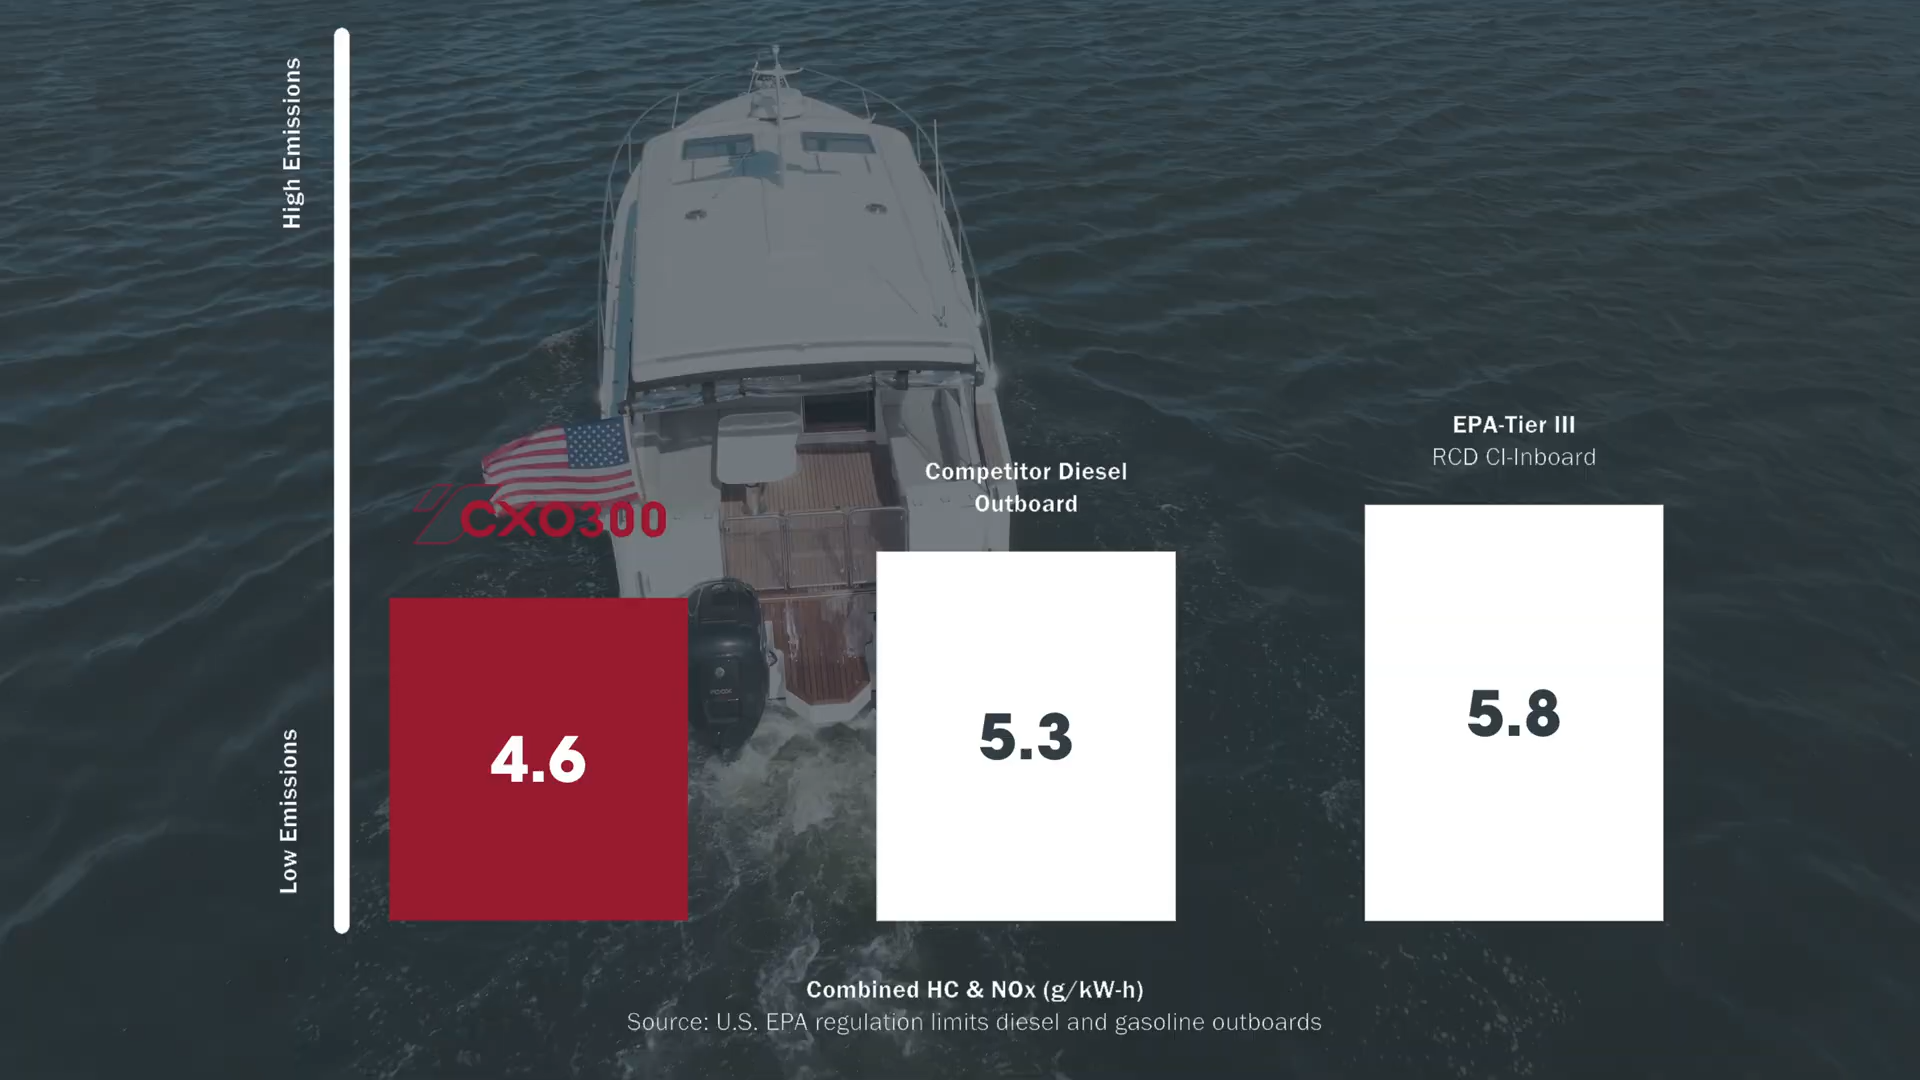 High Emissions
Low Emissions
CXO300
4.6
Competitor Diesel
Outboard
5.3
EPA-Tier III
RCD CI-Inboard
5.8
Combined HC & NOx (g/kW-h)
Source: U.S. EPA regulation limits diesel and gasoline outboards